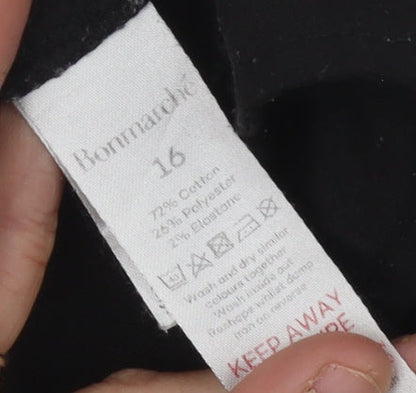 Bonmarché
16
72% Cotton
26% Polyester
2% Elastane
40
Wash and dry similar
Colours together
Wash inside out
Reshape whilst damp
Iron on reverse
KEEP AWAY